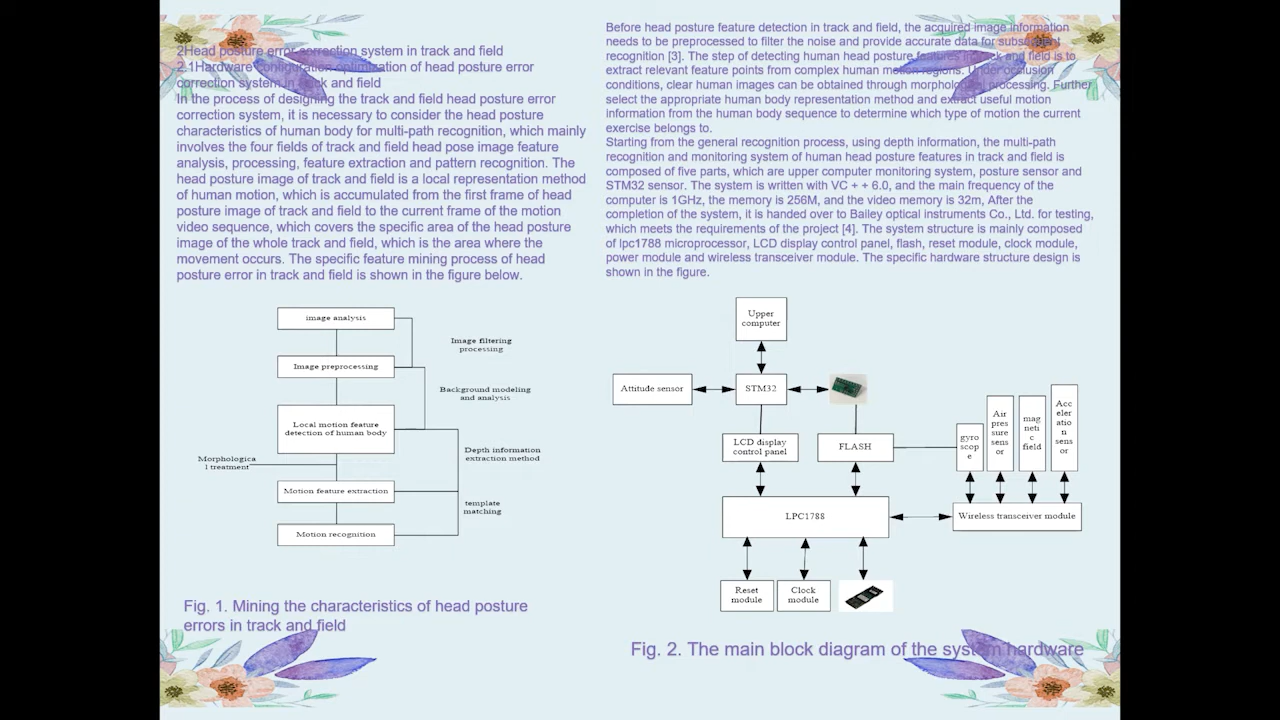 2Head posture error correction system in track and field
2.1Hardware configuration optimization of head posture error
correction system in track and field
In the process of designing the track and field head posture error
correction system, it is necessary to consider the head posture
characteristics of human body for multi-path recognition, which mainly
involves the four fields of track and field head pose image feature
analysis, processing, feature extraction and pattern recognition. The
head posture image of track and field is a local representation method
of human motion, which is accumulated from the first frame of head
posture image of track and field to the current frame of the motion
video sequence, which covers the specific area of the head posture
image of the whole track and field, which is the area where the
movement occurs. The specific feature mining process of head
posture error in track and field is shown in the figure below.
image analysis
Image filtering
processing
Image preprocessing
Background modeling
and analysis
Local motion feature
detection of human body
Depth information
extraction method
Morphologica
l treatment
Motion feature extraction
template
matching
Motion recognition
Fig. 1. Mining the characteristics of head posture
errors in track and field
Before head posture feature detection in track and field, the acquired image information
needs to be preprocessed to filter the noise and provide accurate data for subsequent
recognition [3]. The step of detecting human head posture features in track and field is to
extract relevant feature points from complex human motion regions. Under occlusion
conditions, clear human images can be obtained through morphological processing. Further
select the appropriate human body representation method and extract useful motion
information from the human body sequence to determine which type of motion the current
exercise belongs to.
Starting from the general recognition process, using depth information, the multi-path
recognition and monitoring system of human head posture features in track and field is
composed of five parts, which are upper computer monitoring system, posture sensor and
STM32 sensor. The system is written with VC + + 6.0, and the main frequency of the
computer is 1GHz, the memory is 256M, and the video memory is 32m, After the
completion of the system, it is handed over to Bailey optical instruments Co., Ltd. for testing,
which meets the requirements of the project [4]. The system structure is mainly composed
of lpc1788 microprocessor, LCD display control panel, flash, reset module, clock module,
power module and wireless transceiver module. The specific hardware structure design is
shown in the figure.
Upper
computer
Attitude sensor
STM32
LCD display
control panel
FLASH
gyro
scop
e
Air
pres
sure
sens
or
mag
neti
c
field
Acc
eler
atio
n
sens
or
LPC1788
Wireless transceiver module
Reset
module
Clock
module
Fig. 2. The main block diagram of the system hardware